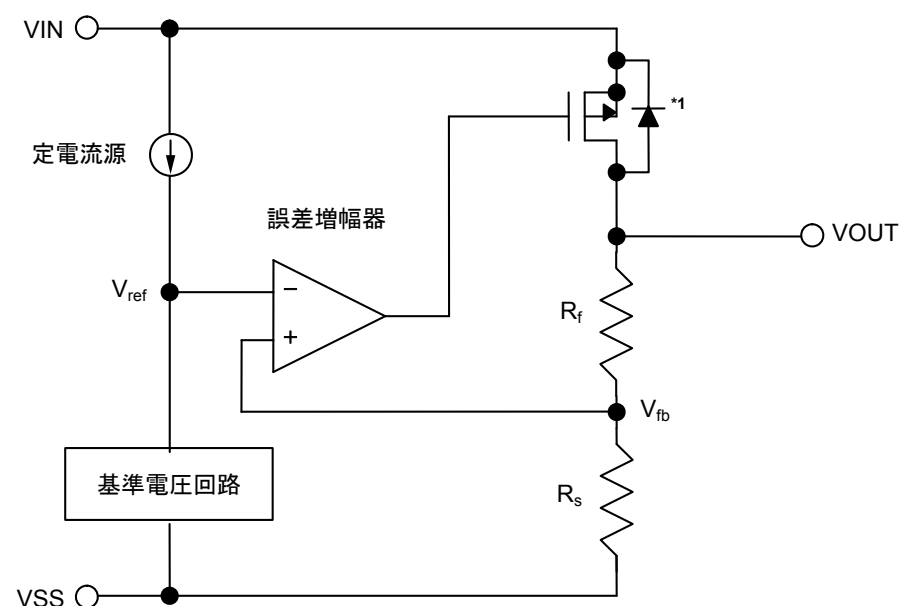 VIN
*1
定電流源
誤差増幅器
VOUT
Vref
−
+
Rf
Vfb
基準電圧回路
Rs
VSS